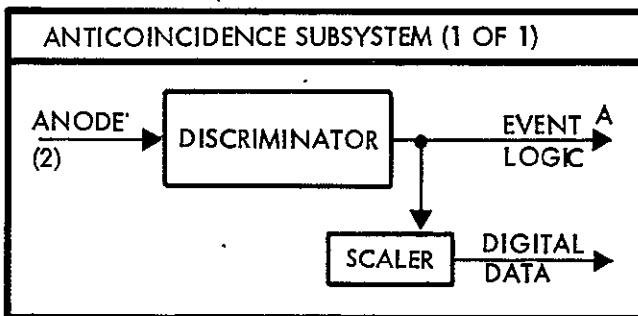 ANTICOINCIDENCE SUBSYSTEM (1 OF 1)
ANODE
(2)
DISCRIMINATOR
EVENT A
LOGIC
SCALER
DIGITAL
DATA